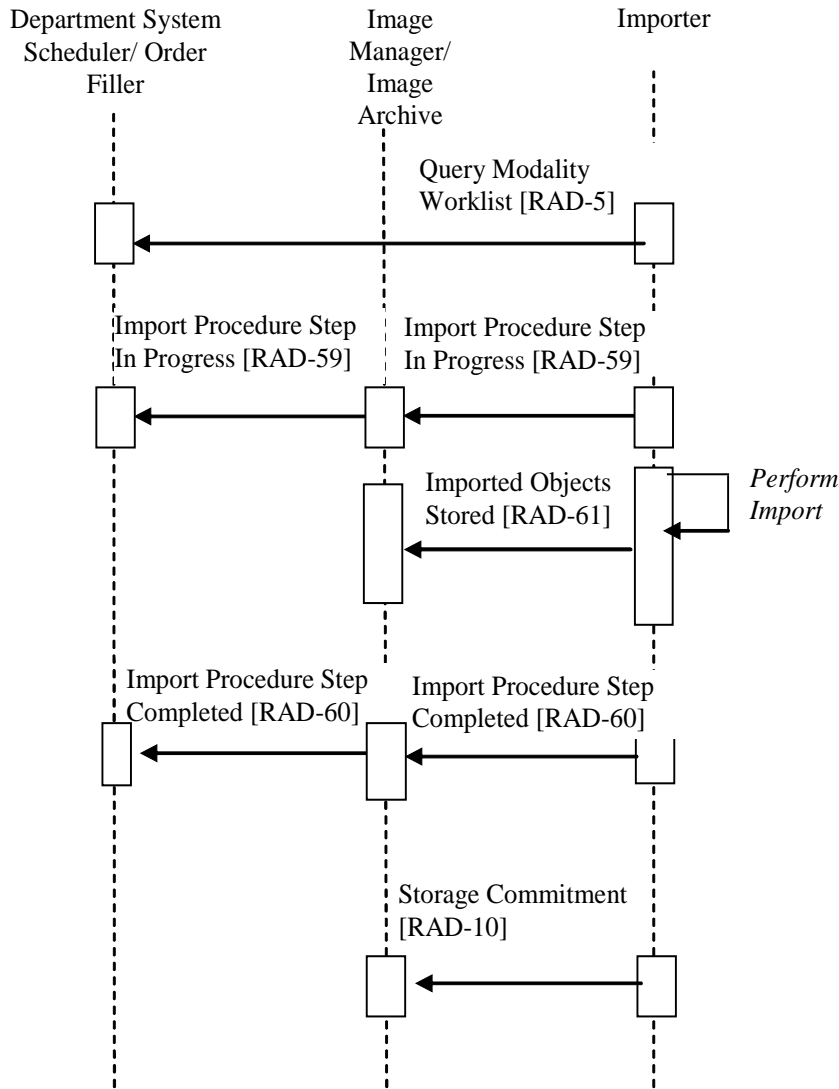 Department System
Scheduler/ Order
Filler
Image
Manager/
Image
Archive
Importer
Query Modality
Worklist [RAD-5]
Import Procedure Step
In Progress [RAD-59]
Import Procedure Step
In Progress [RAD-59]
Imported Objects
Stored [RAD-61]
Perform
Import
Import Procedure Step
Completed [RAD-60]
Import Procedure Step
Completed [RAD-60]
Storage Commitment
[RAD-10]